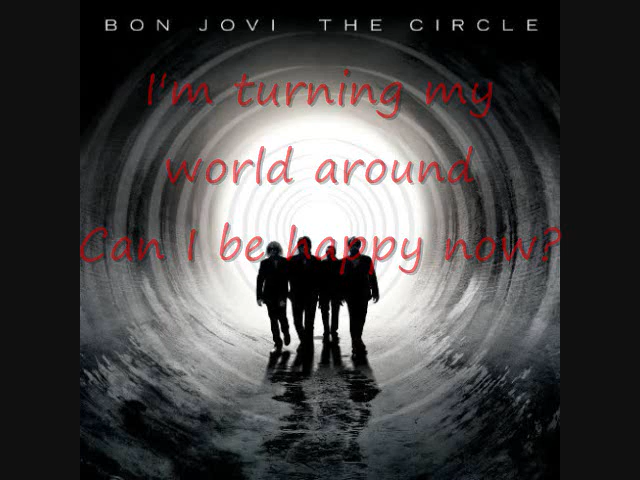 BON JOVI THE CIRCLE
I'm turning my
world around
Can I be happy now?